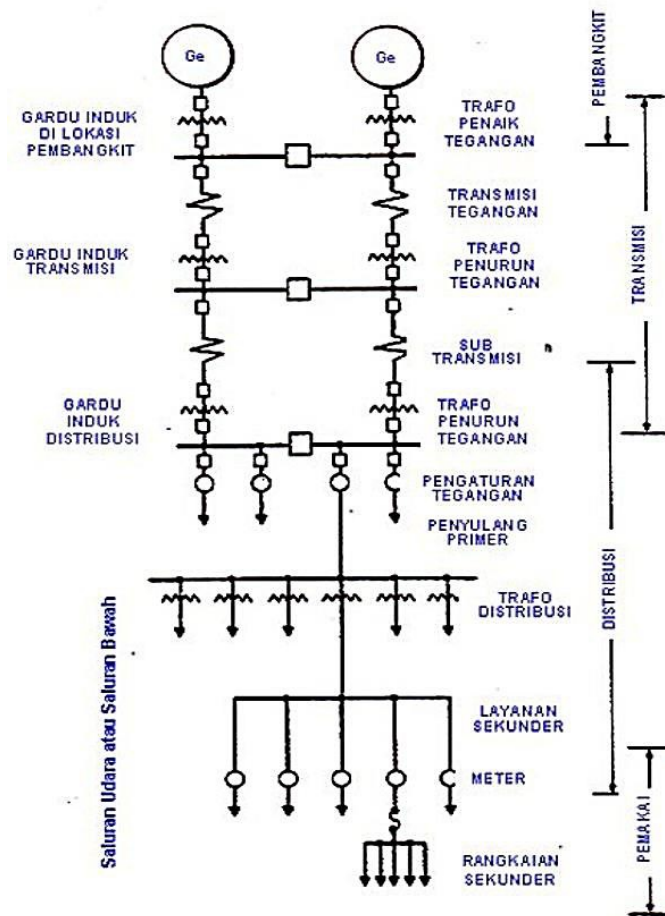 Ge
Ge
GARDU INDUK
DI LOKASI
PEMBANGKIT
TRAFO
PENAIK
TEGANGAN
PEMBANGKIT
TRANSMISI
TEGANGAN
GARDU INDUK
TRANSMISI
TRAFO
PENURUN
TEGANGAN
TRANSMISI
SUB
TRANSMISI
n
GARDU
INDUK
DISTRIBUSI
TRAFO
PENURUN
TEGANGAN
PENGATURAN
TEGANGAN
PENYULANG
PRIMER
DISTRIBUSI
TRAFO
DISTRIBUSI
Saluran Udara atau Saluran Bawah
LAYANAN
SEKUNDER
METER
PEMAKAI
RANGKAIAN
SEKUNDER